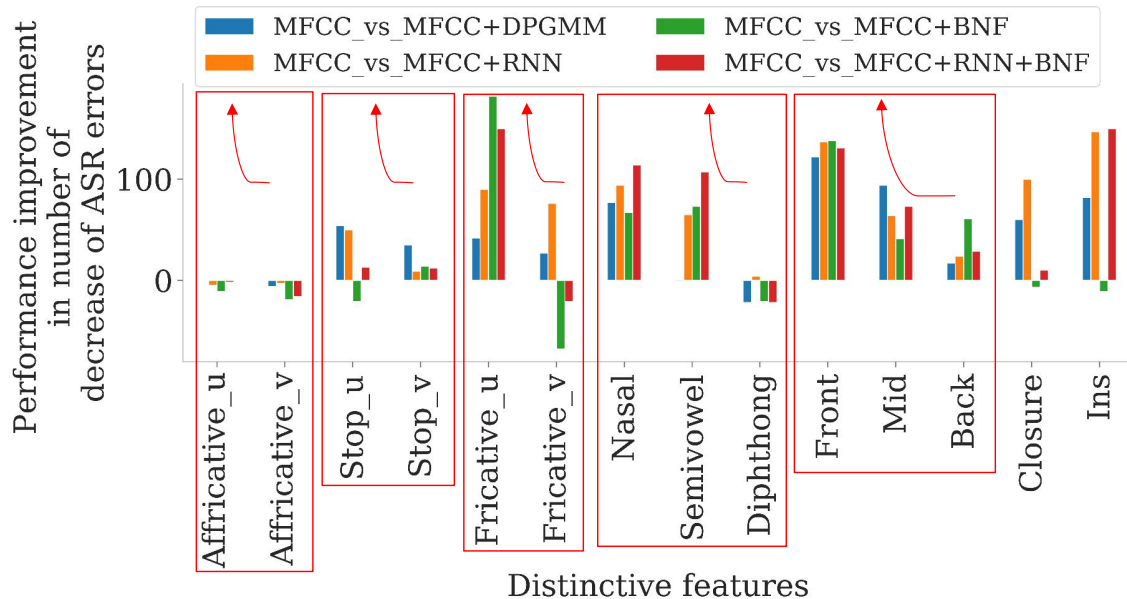 MFCC_vs_MFCC+DPGMM
MFCC_vs_MFCC+RNN
MFCC_vs_MFCC+BNF
MFCC_vs_MFCC+RNN+BNF
Performance improvement
in number of
decrease of ASR errors
100
0
Affricative_u
Affricative_v
Stop_u
Stop_v
Fricative_u
Fricative_v
Nasal
Semivowel
Diphthong
Front
Mid
Back
Closure
Ins
Distinctive features